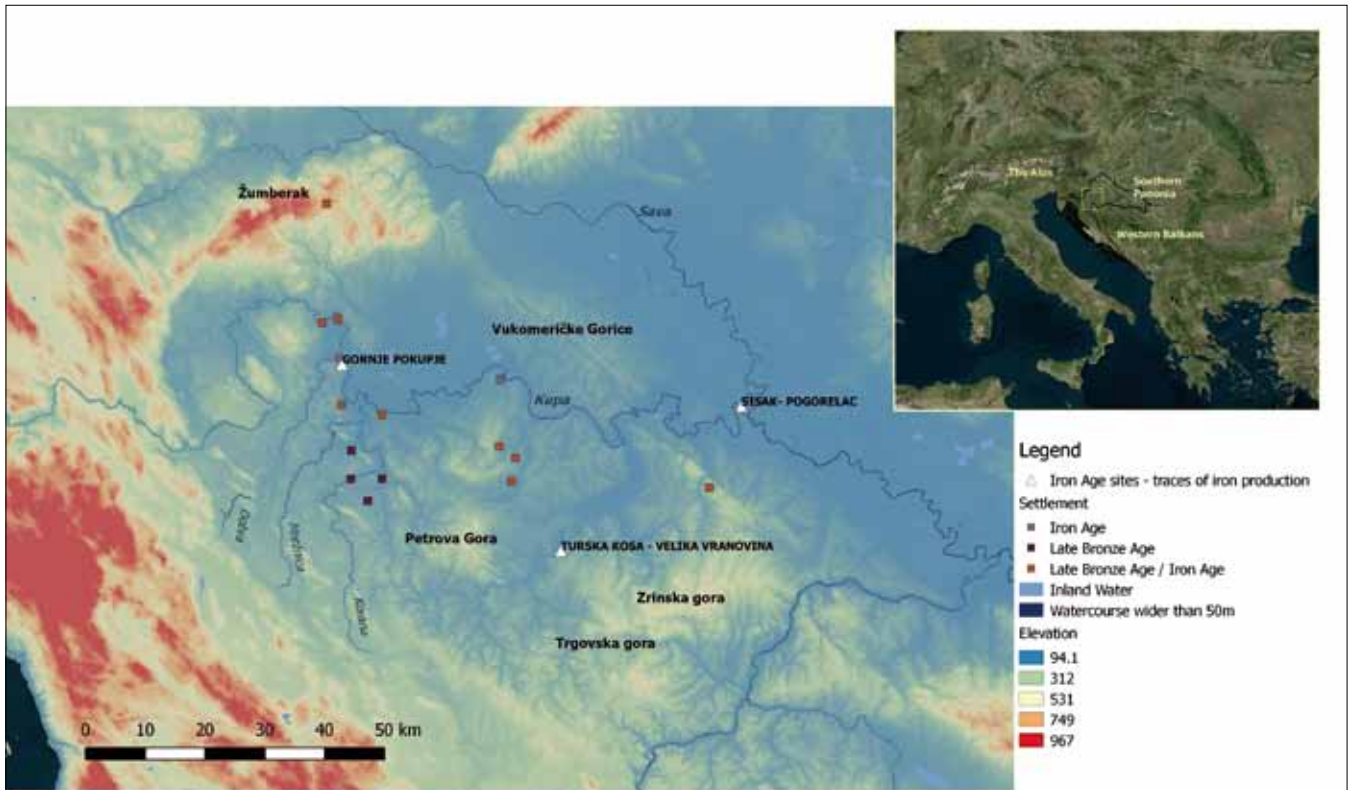 Žumberak
Sava
Vukomeričke Gorice
GORNJE POKUPJE
Kupa
SISAK- POGORELAC
Petrova Gora
TURSKA KOSA - VELIKA VRANOVINA
Zrinska gora
Trgovska gora
Dobra
Mrežnica
Korana
0 10 20 30 40 50 km
The Alps
Southern
Panonia
Western Balkans
Legend
Iron Age sites - traces of iron production
Settlement
Iron Age
Late Bronze Age
Late Bronze Age / Iron Age
Inland Water
Watercourse wider than 50m
Elevation
94.1
312
531
749
967